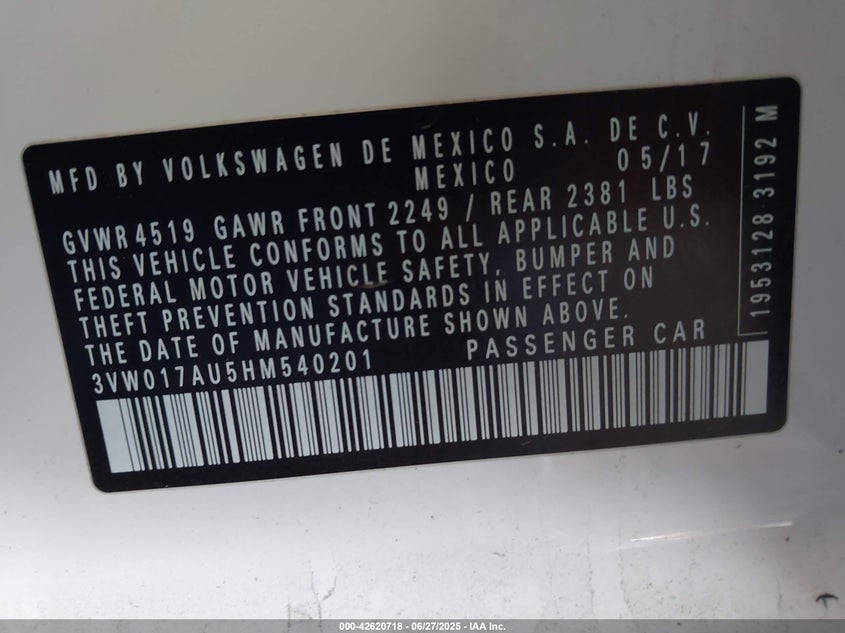 MFD BY VOLKSWAGEN DE MEXICO S.A. DE C.V.
MEXICO 05/17
GVWR 4519 GAWR FRONT 2249 / REAR 2381 LBS
THIS VEHICLE CONFORMS TO ALL APPLICABLE U.S.
FEDERAL MOTOR VEHICLE SAFETY, BUMPER AND
THEFT PREVENTION STANDARDS IN EFFECT ON
THE DATE OF MANUFACTURE SHOWN ABOVE.
3VW017AU5HM540201 PASSENGER CAR
1953128 3192 M
000-42620718 - 06/27/2025 - IAA Inc.